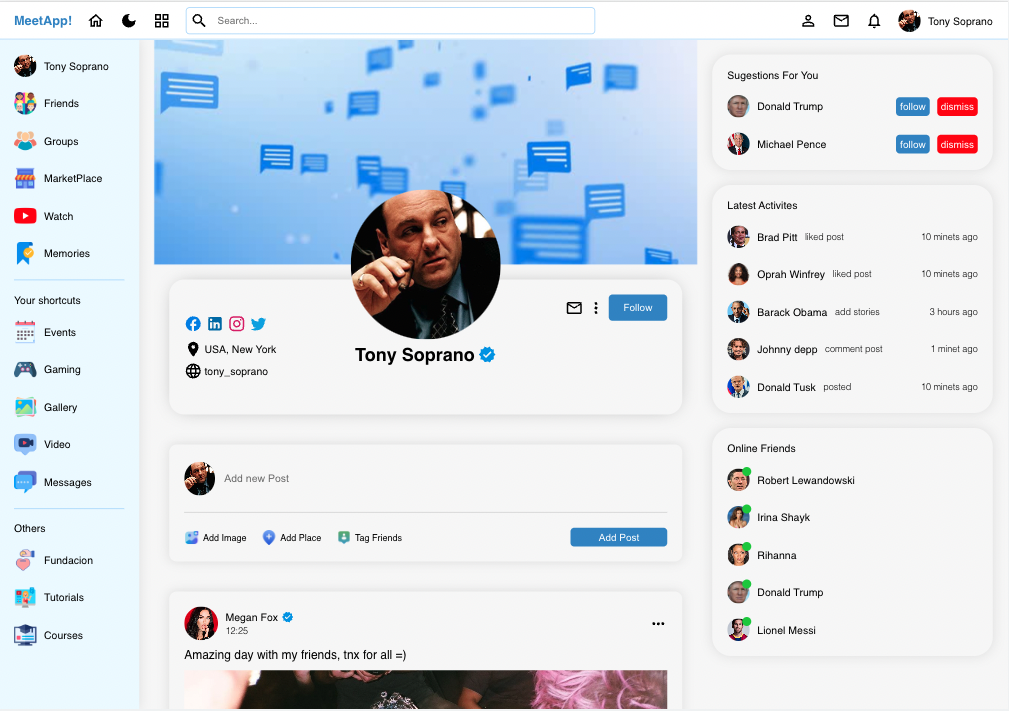 MeetApp!
Search...
Tony Soprano
Tony Soprano
Friends
Groups
MarketPlace
Watch
Memories
Your shortcuts
Events
Gaming
Gallery
Video
Messages
Others
Fundacion
Tutorials
Courses
Follow
USA, New York
tony_soprano
Tony Soprano
Add new Post
Add Image
Add Place
Tag Friends
Add Post
Megan Fox
12:25
Amazing day with my friends, tnx for all =)
Sugestions For You
Donald Trump follow dismiss
Michael Pence follow dismiss
Latest Activites
Brad Pitt liked post 10 minets ago
Oprah Winfrey liked post 10 minets ago
Barack Obama add stories 3 hours ago
Johnny depp comment post 1 minet ago
Donald Tusk posted 10 minets ago
Online Friends
Robert Lewandowski
Irina Shayk
Rihanna
Donald Trump
Lionel Messi